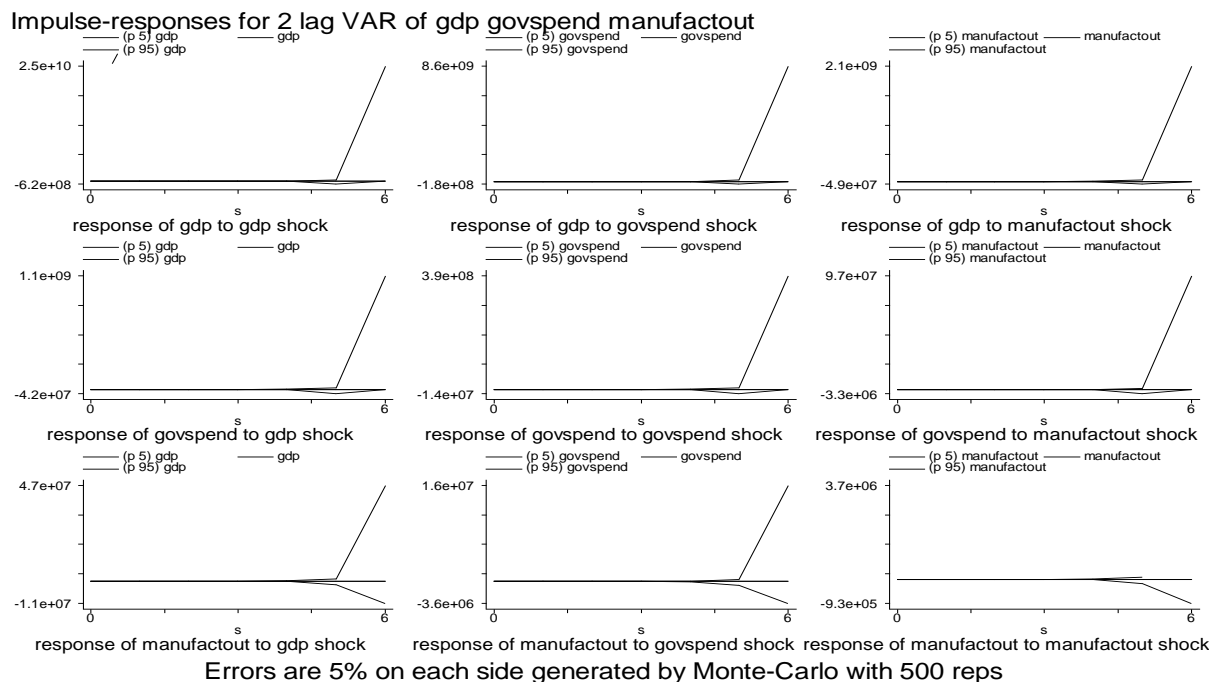 Impulse-responses for 2 lag VAR of gdp govspend manufactout
(p 5) gdp gdp
(p 95) gdp
2.5e+10
-6.2e+08
0 6
s
response of gdp to gdp shock
(p 5) govspend govspend
(p 95) govspend
8.6e+09
-1.8e+08
0 6
s
response of gdp to govspend shock
(p 5) manufactout manufactout
(p 95) manufactout
2.1e+09
-4.9e+07
0 6
s
response of gdp to manufactout shock
(p 5) gdp gdp
(p 95) gdp
1.1e+09
-4.2e+07
0 6
s
response of govspend to gdp shock
(p 5) govspend govspend
(p 95) govspend
3.9e+08
-1.4e+07
0 6
s
response of govspend to govspend shock
(p 5) manufactout manufactout
(p 95) manufactout
9.7e+07
-3.3e+06
0 6
s
response of govspend to manufactout shock
(p 5) gdp gdp
(p 95) gdp
4.7e+07
-1.1e+07
0 6
s
response of manufactout to gdp shock
(p 5) govspend govspend
(p 95) govspend
1.6e+07
-3.6e+06
0 6
s
response of manufactout to govspend shock
(p 5) manufactout manufactout
(p 95) manufactout
3.7e+06
-9.3e+05
0 6
s
response of manufactout to manufactout shock
Errors are 5% on each side generated by Monte-Carlo with 500 reps